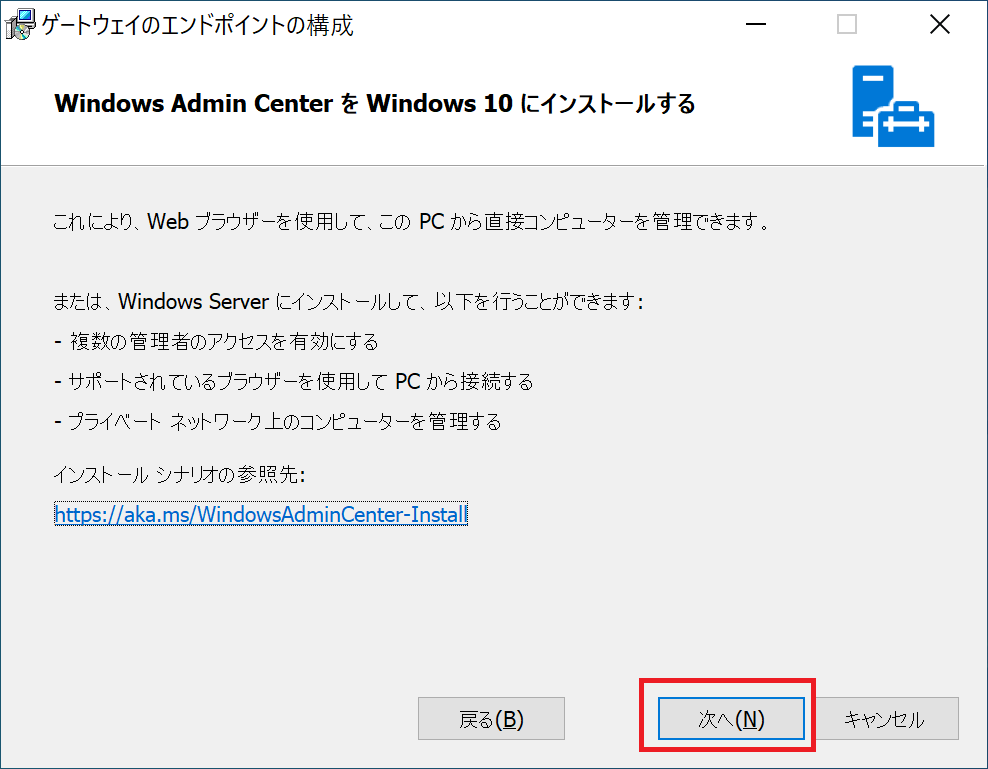 ゲートウェイのエンドポイントの構成
Windows Admin Center を Windows 10 にインストールする
これにより、Web ブラウザーを使用して、この PC から直接コンピューターを管理できます。
または、Windows Server にインストールして、以下を行うことができます:
- 複数の管理者のアクセスを有効にする
- サポートされているブラウザーを使用して PC から接続する
- プライベート ネットワーク上のコンピューターを管理する
インストール シナリオの参照先:
https://aka.ms/WindowsAdminCenter-Install
戻る(B) 次へ(N) キャンセル